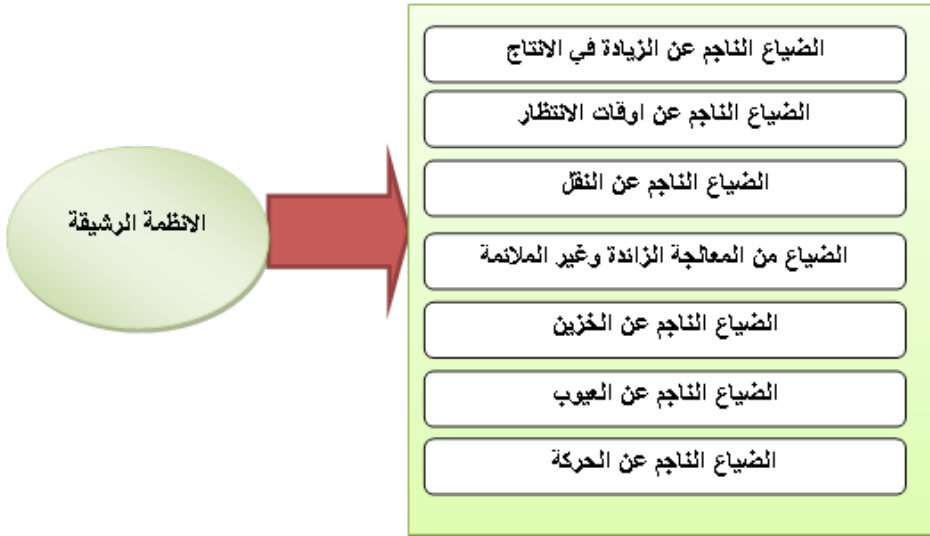 الضياع الناجم عن الزيادة في الانتاج
الضياع الناجم عن اوقات الانتظار
الضياع الناجم عن النقل
الانظمة الرشيقة
الضياع من المعالجة الزائدة وغير الملائمة
الضياع الناجم عن الخزين
الضياع الناجم عن العيوب
الضياع الناجم عن الحركة